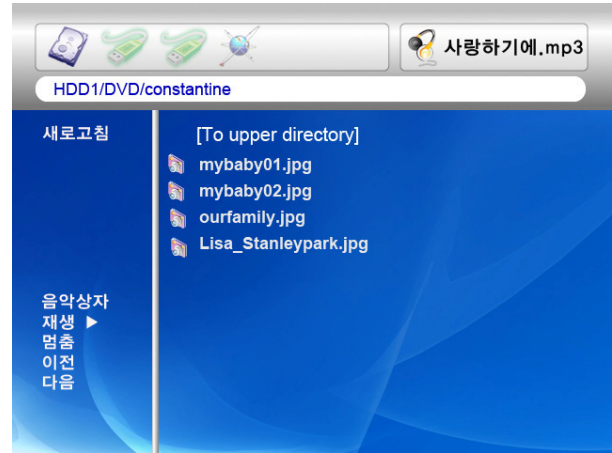 사랑하기에.mp3
HDD1/DVD/constantine
새로고침
[To upper directory]
mybaby01.jpg
mybaby02.jpg
ourfamily.jpg
Lisa_Stanleypark.jpg
음악상자
재생 ▶
멈춤
이전
다음